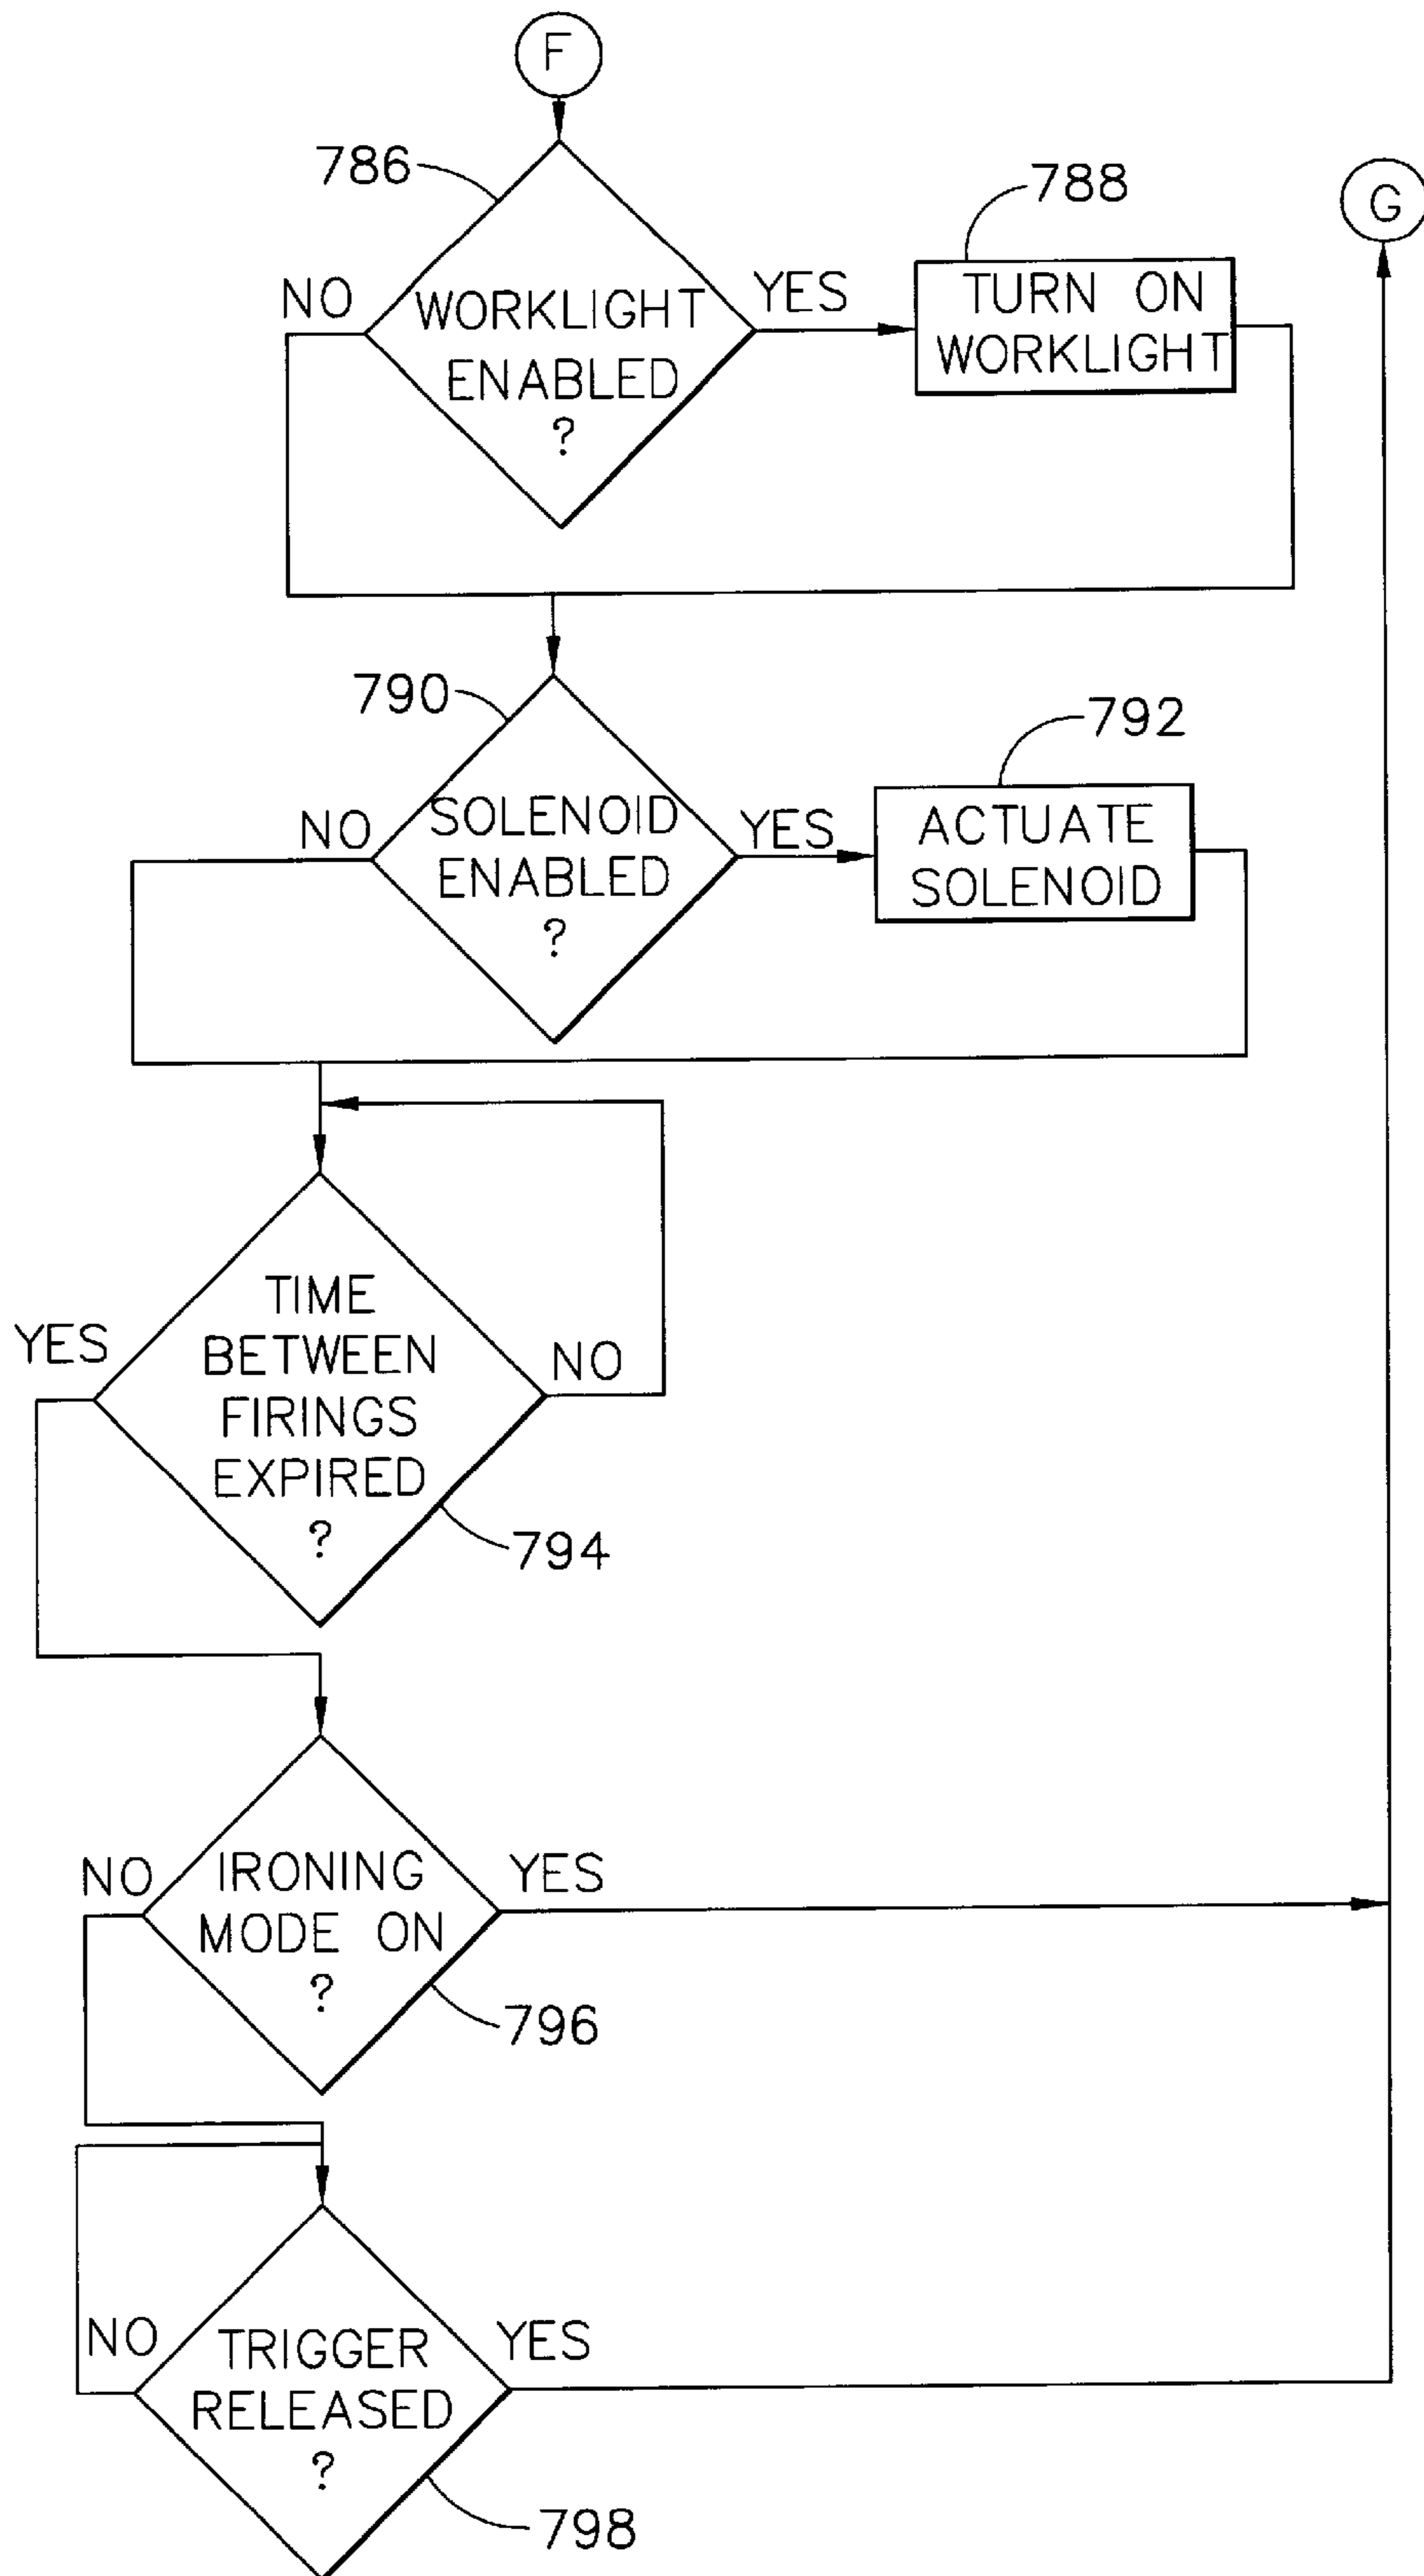 F
786
788
G
NO
WORKLIGHT
ENABLED
?
YES
TURN ON
WORKLIGHT
790
792
NO
SOLENOID
ENABLED
?
YES
ACTUATE
SOLENOID
YES
TIME
BETWEEN
FIRINGS
EXPIRED
?
NO
794
NO
IRONING
MODE ON
?
YES
796
NO
TRIGGER
RELEASED
?
YES
798